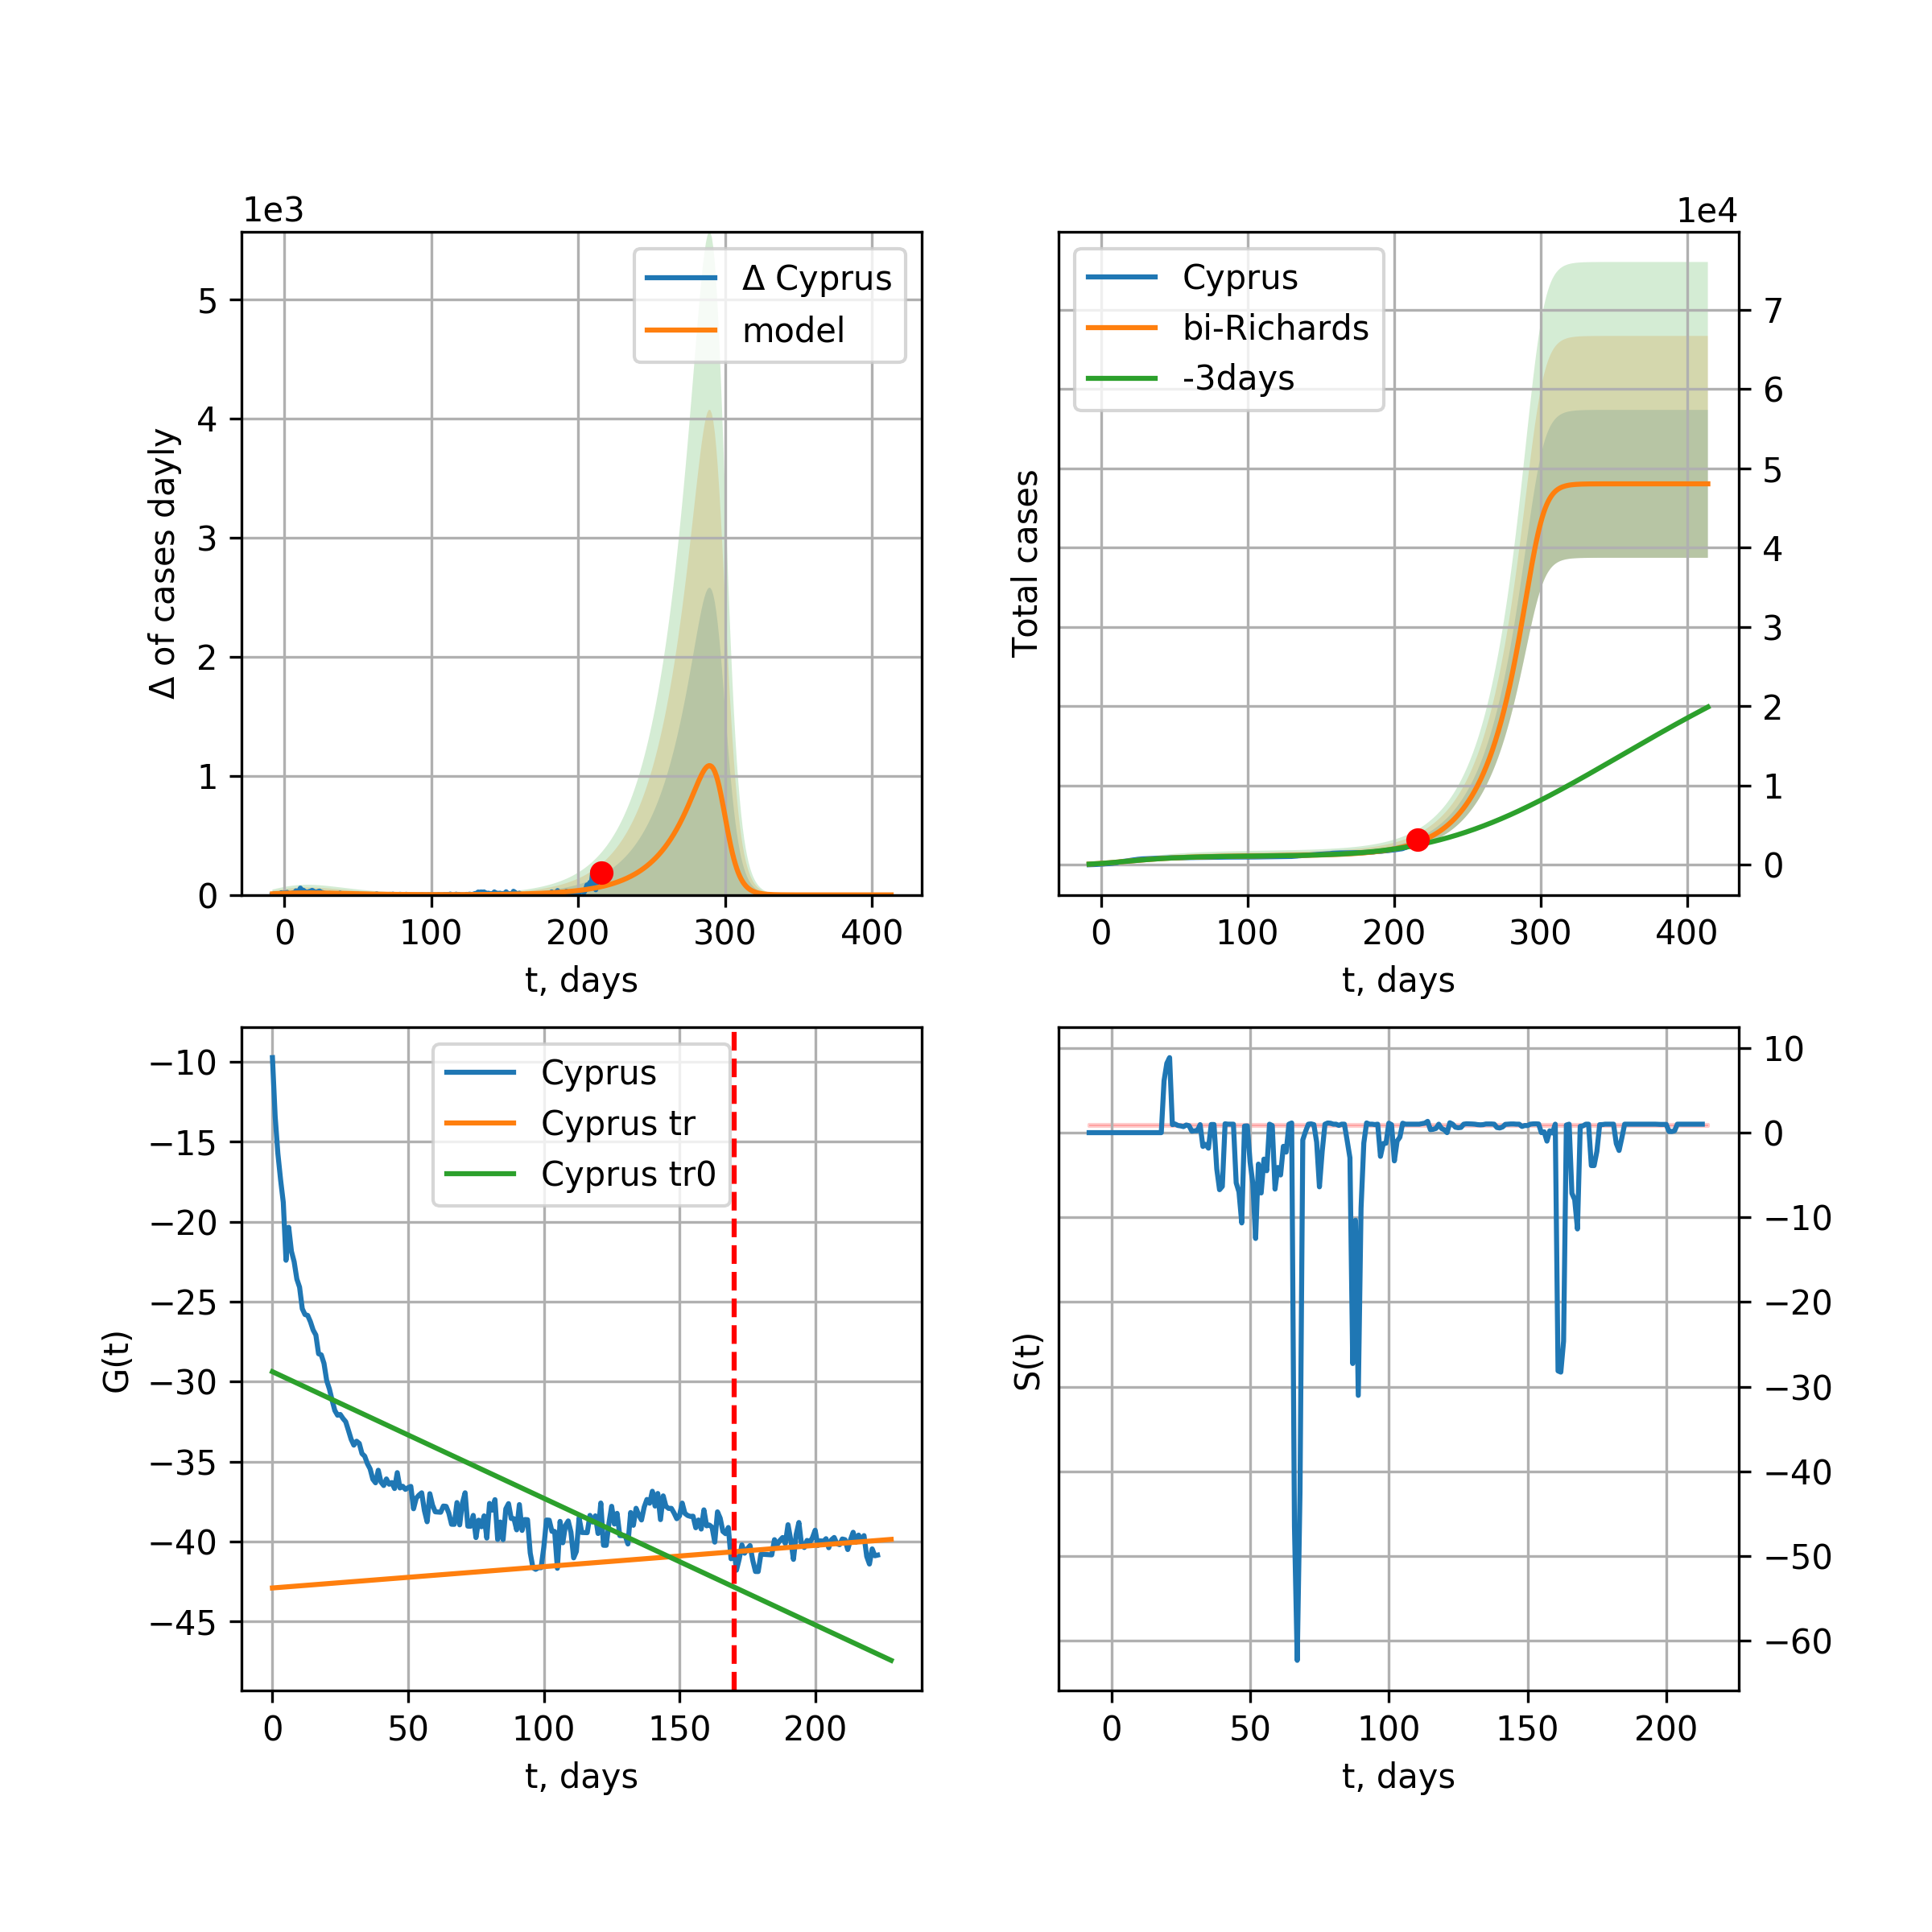 1e3
Δ Cyprus
model
5
4
3
2
1
0
Δ of cases dayly
0 100 200 300 400
t, days
1e4
Cyprus
bi-Richards
-3days
7
6
5
4
3
2
1
0
Total cases
0 100 200 300 400
t, days
Cyprus
Cyprus tr
Cyprus tr0
−10
−15
−20
−25
−30
−35
−40
−45
G(t)
0 50 100 150 200
t, days
10
0
−10
−20
−30
−40
−50
−60
S(t)
0 50 100 150 200
t, days